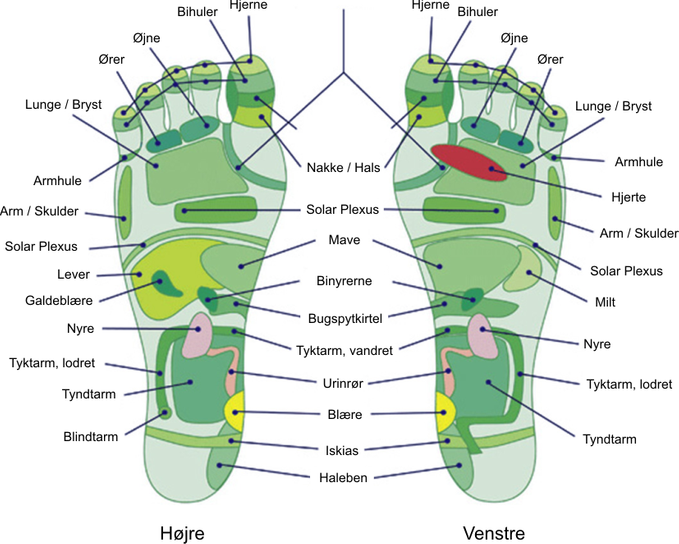 Hjerne
Bihuler
Øjne
Ører
Lunge / Bryst
Armhule
Arm / Skulder
Solar Plexus
Lever
Galdeblære
Nyre
Tyktarm, lodret
Tyndtarm
Blindtarm
Nakke / Hals
Solar Plexus
Mave
Binyrerne
Bugspytkirtel
Tyktarm, vandret
Urinrør
Blære
Iskias
Haleben
Hjerne
Bihuler
Øjne
Ører
Lunge / Bryst
Armhule
Hjerte
Arm / Skulder
Solar Plexus
Milt
Nyre
Tyktarm, lodret
Tyndtarm
Højre
Venstre